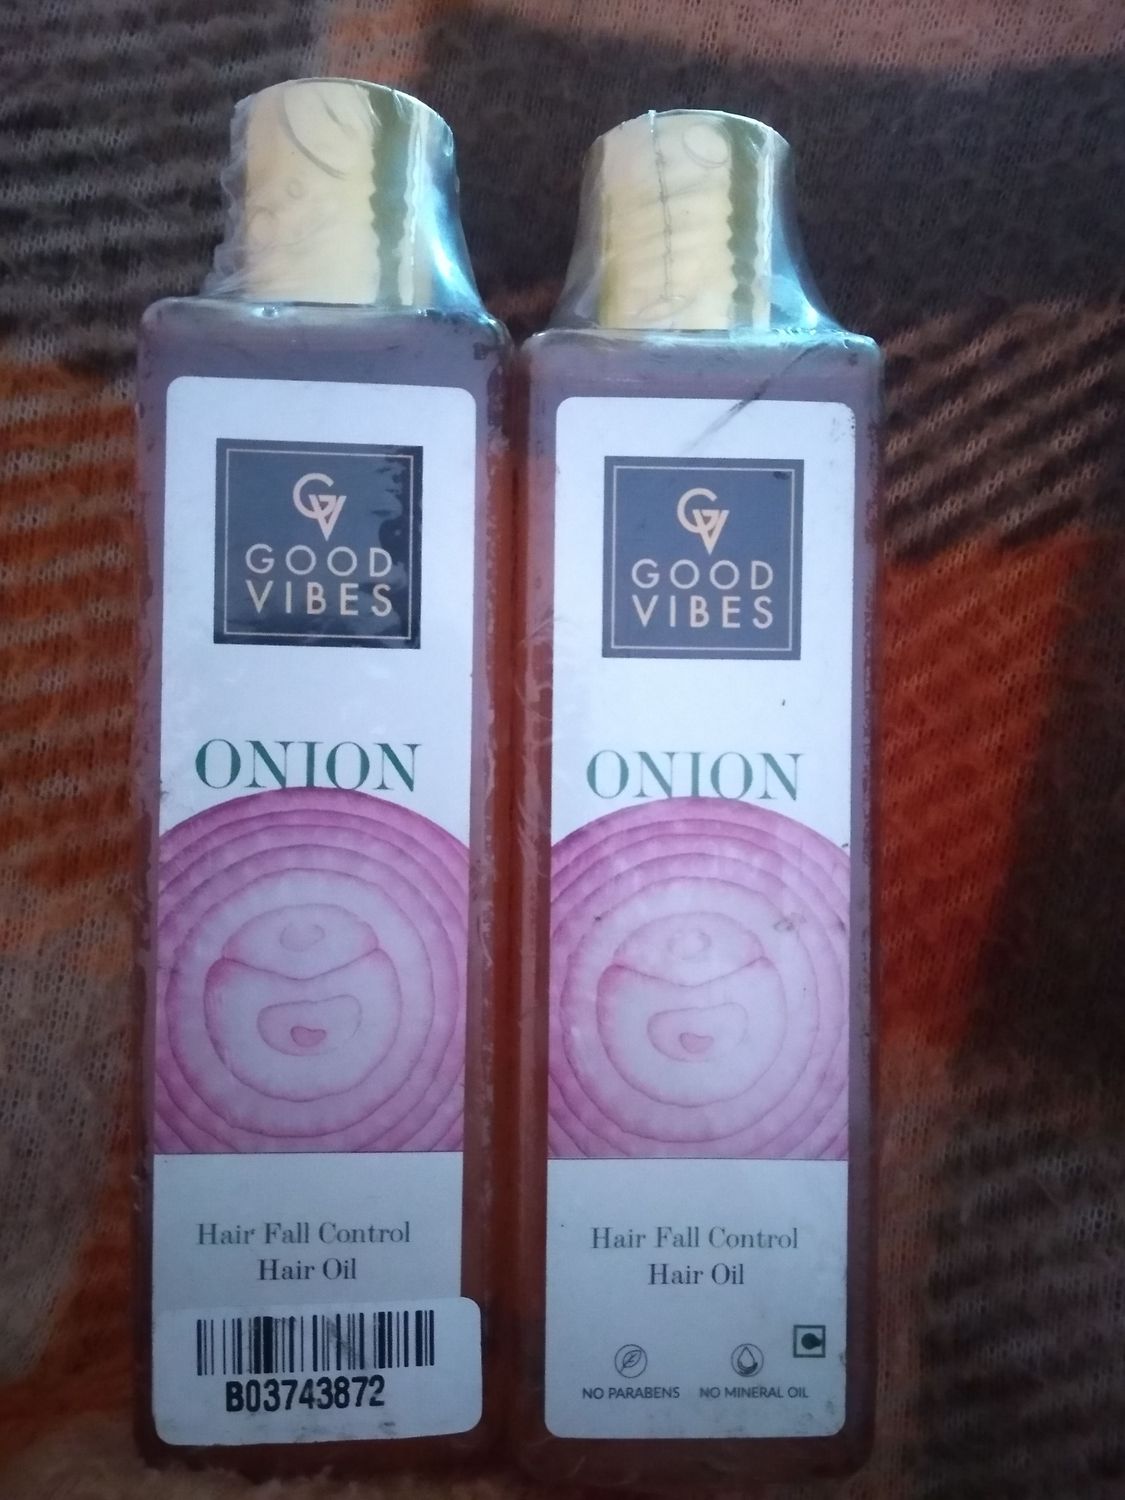 GV
GOOD
VIBES
ONION
Hair Fall Control
Hair Oil
B03743872
GV
GOOD
VIBES
ONION
Hair Fall Control
Hair Oil
NO PARABENS NO MINERAL OIL